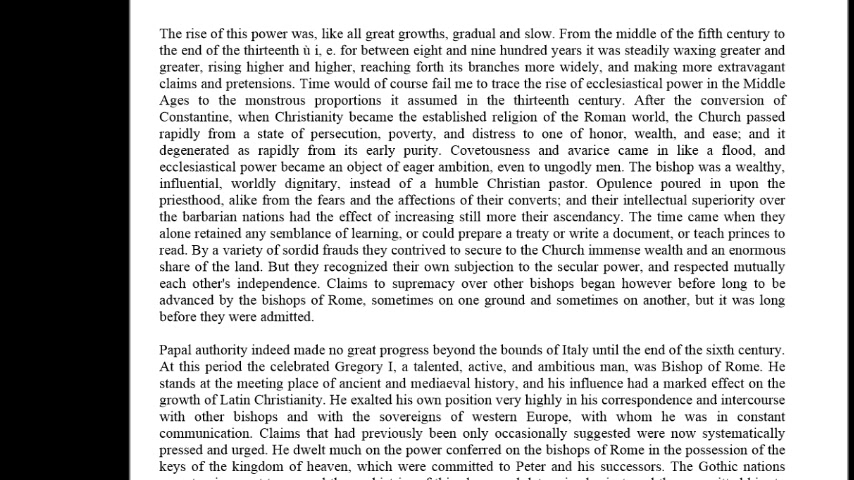 The rise of this power was, like all great growths, gradual and slow. From the middle of the fifth century to
the end of the thirteenth ù i, e. for between eight and nine hundred years it was steadily waxing greater and
greater, rising higher and higher, reaching forth its branches more widely, and making more extravagant
claims and pretensions. Time would of course fail me to trace the rise of ecclesiastical power in the Middle
Ages to the monstrous proportions it assumed in the thirteenth century. After the conversion of
Constantine, when Christianity became the established religion of the Roman world, the Church passed
rapidly from a state of persecution, poverty, and distress to one of honor, wealth, and ease; and it
degenerated as rapidly from its early purity. Covetousness and avarice came in like a flood, and
ecclesiastical power became an object of eager ambition, even to ungodly men. The bishop was a wealthy,
influential, worldly dignitary, instead of a humble Christian pastor. Opulence poured in upon the
priesthood, alike from the fears and the affections of their converts; and their intellectual superiority over
the barbarian nations had the effect of increasing still more their ascendancy. The time came when they
alone retained any semblance of learning, or could prepare a treaty or write a document, or teach princes to
read. By a variety of sordid frauds they contrived to secure to the Church immense wealth and an enormous
share of the land. But they recognized their own subjection to the secular power, and respected mutually
each other's independence. Claims to supremacy over other bishops began however before long to be
advanced by the bishops of Rome, sometimes on one ground and sometimes on another, but it was long
before they were admitted.
Papal authority indeed made no great progress beyond the bounds of Italy until the end of the sixth century.
At this period the celebrated Gregory I, a talented, active, and ambitious man, was Bishop of Rome. He
stands at the meeting place of ancient and mediaeval history, and his influence had a marked effect on the
growth of Latin Christianity. He exalted his own position very highly in his correspondence and intercourse
with other bishops and with the sovereigns of western Europe, with whom he was in constant
communication. Claims that had previously been only occasionally suggested were now systematically
pressed and urged. He dwelt much on the power conferred on the bishops of Rome in the possession of the
keys of the kingdom of heaven, which were committed to Peter and his successors. The Gothic nations